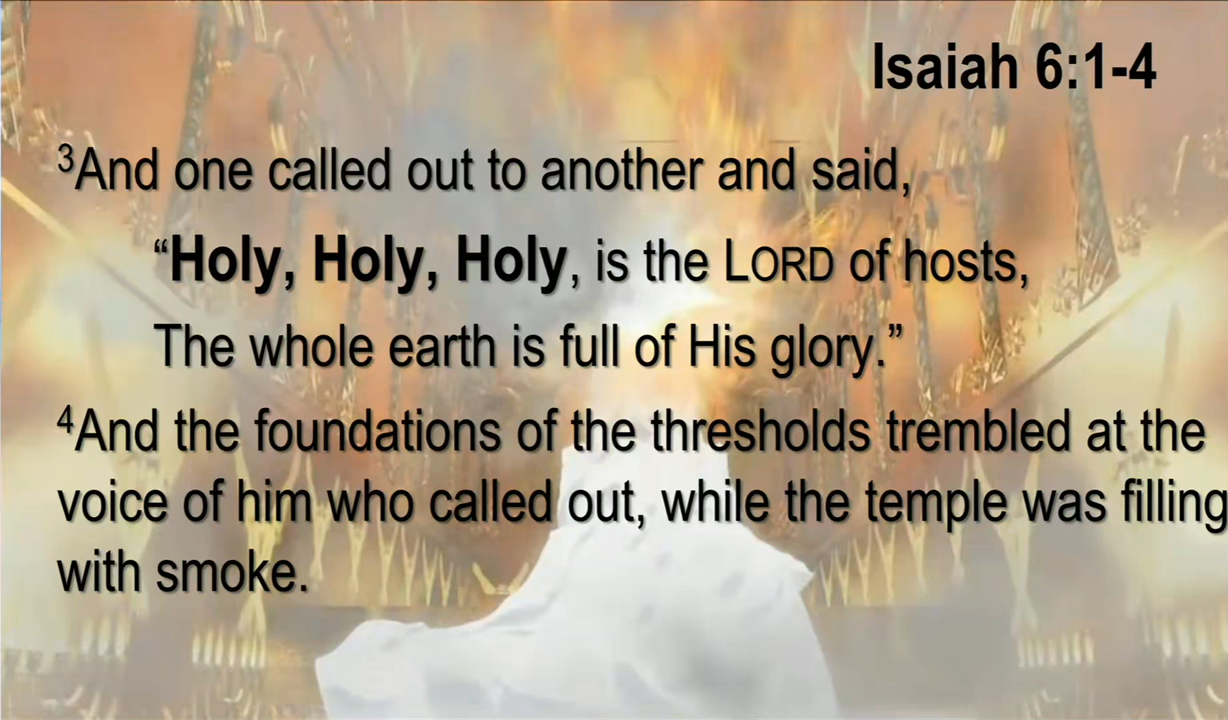 Isaiah 6:1-4
³And one called out to another and said,
“Holy, Holy, Holy, is the LORD of hosts,
The whole earth is full of His glory.”
⁴And the foundations of the thresholds trembled at the
voice of him who called out, while the temple was filling
with smoke.